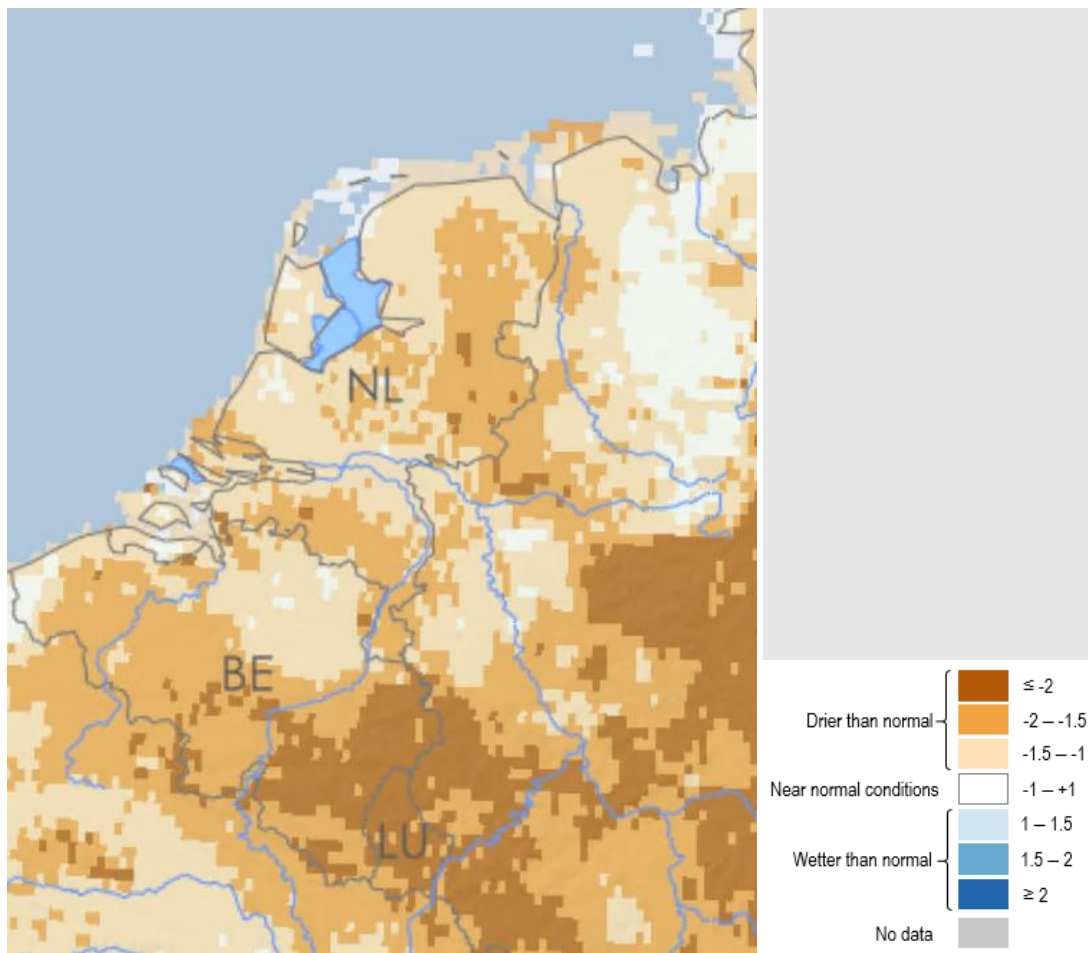 NL
BE
LU
Drier than normal
≤ -2
-2 – -1.5
-1.5 – -1
Near normal conditions
-1 – +1
Wetter than normal
1 – 1.5
1.5 – 2
≥ 2
No data